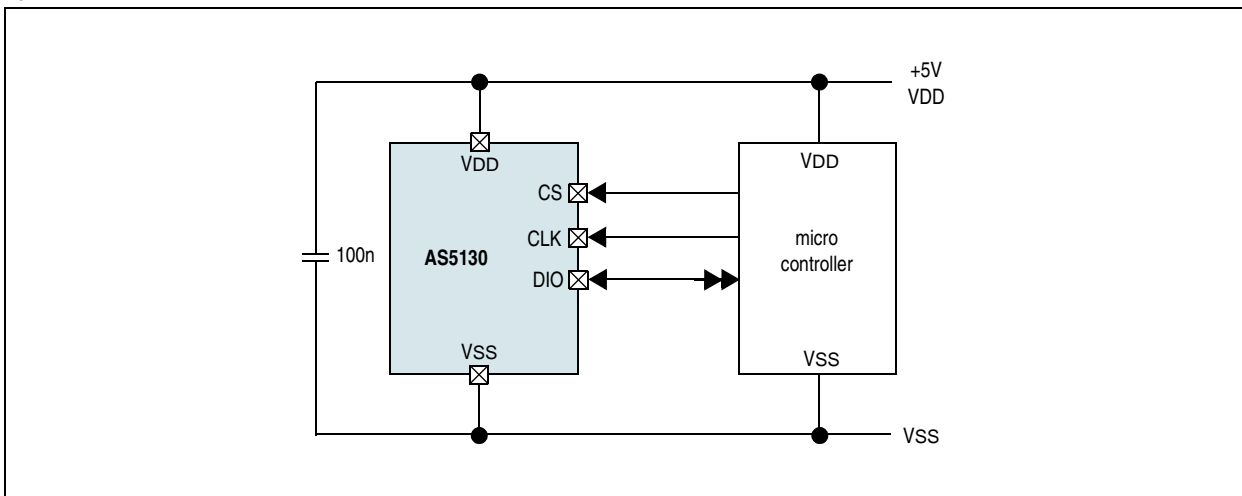 +5V
VDD
VDD
VDD
CS
CLK
micro
controller
100n
AS5130
DIO
VSS
VSS
VSS